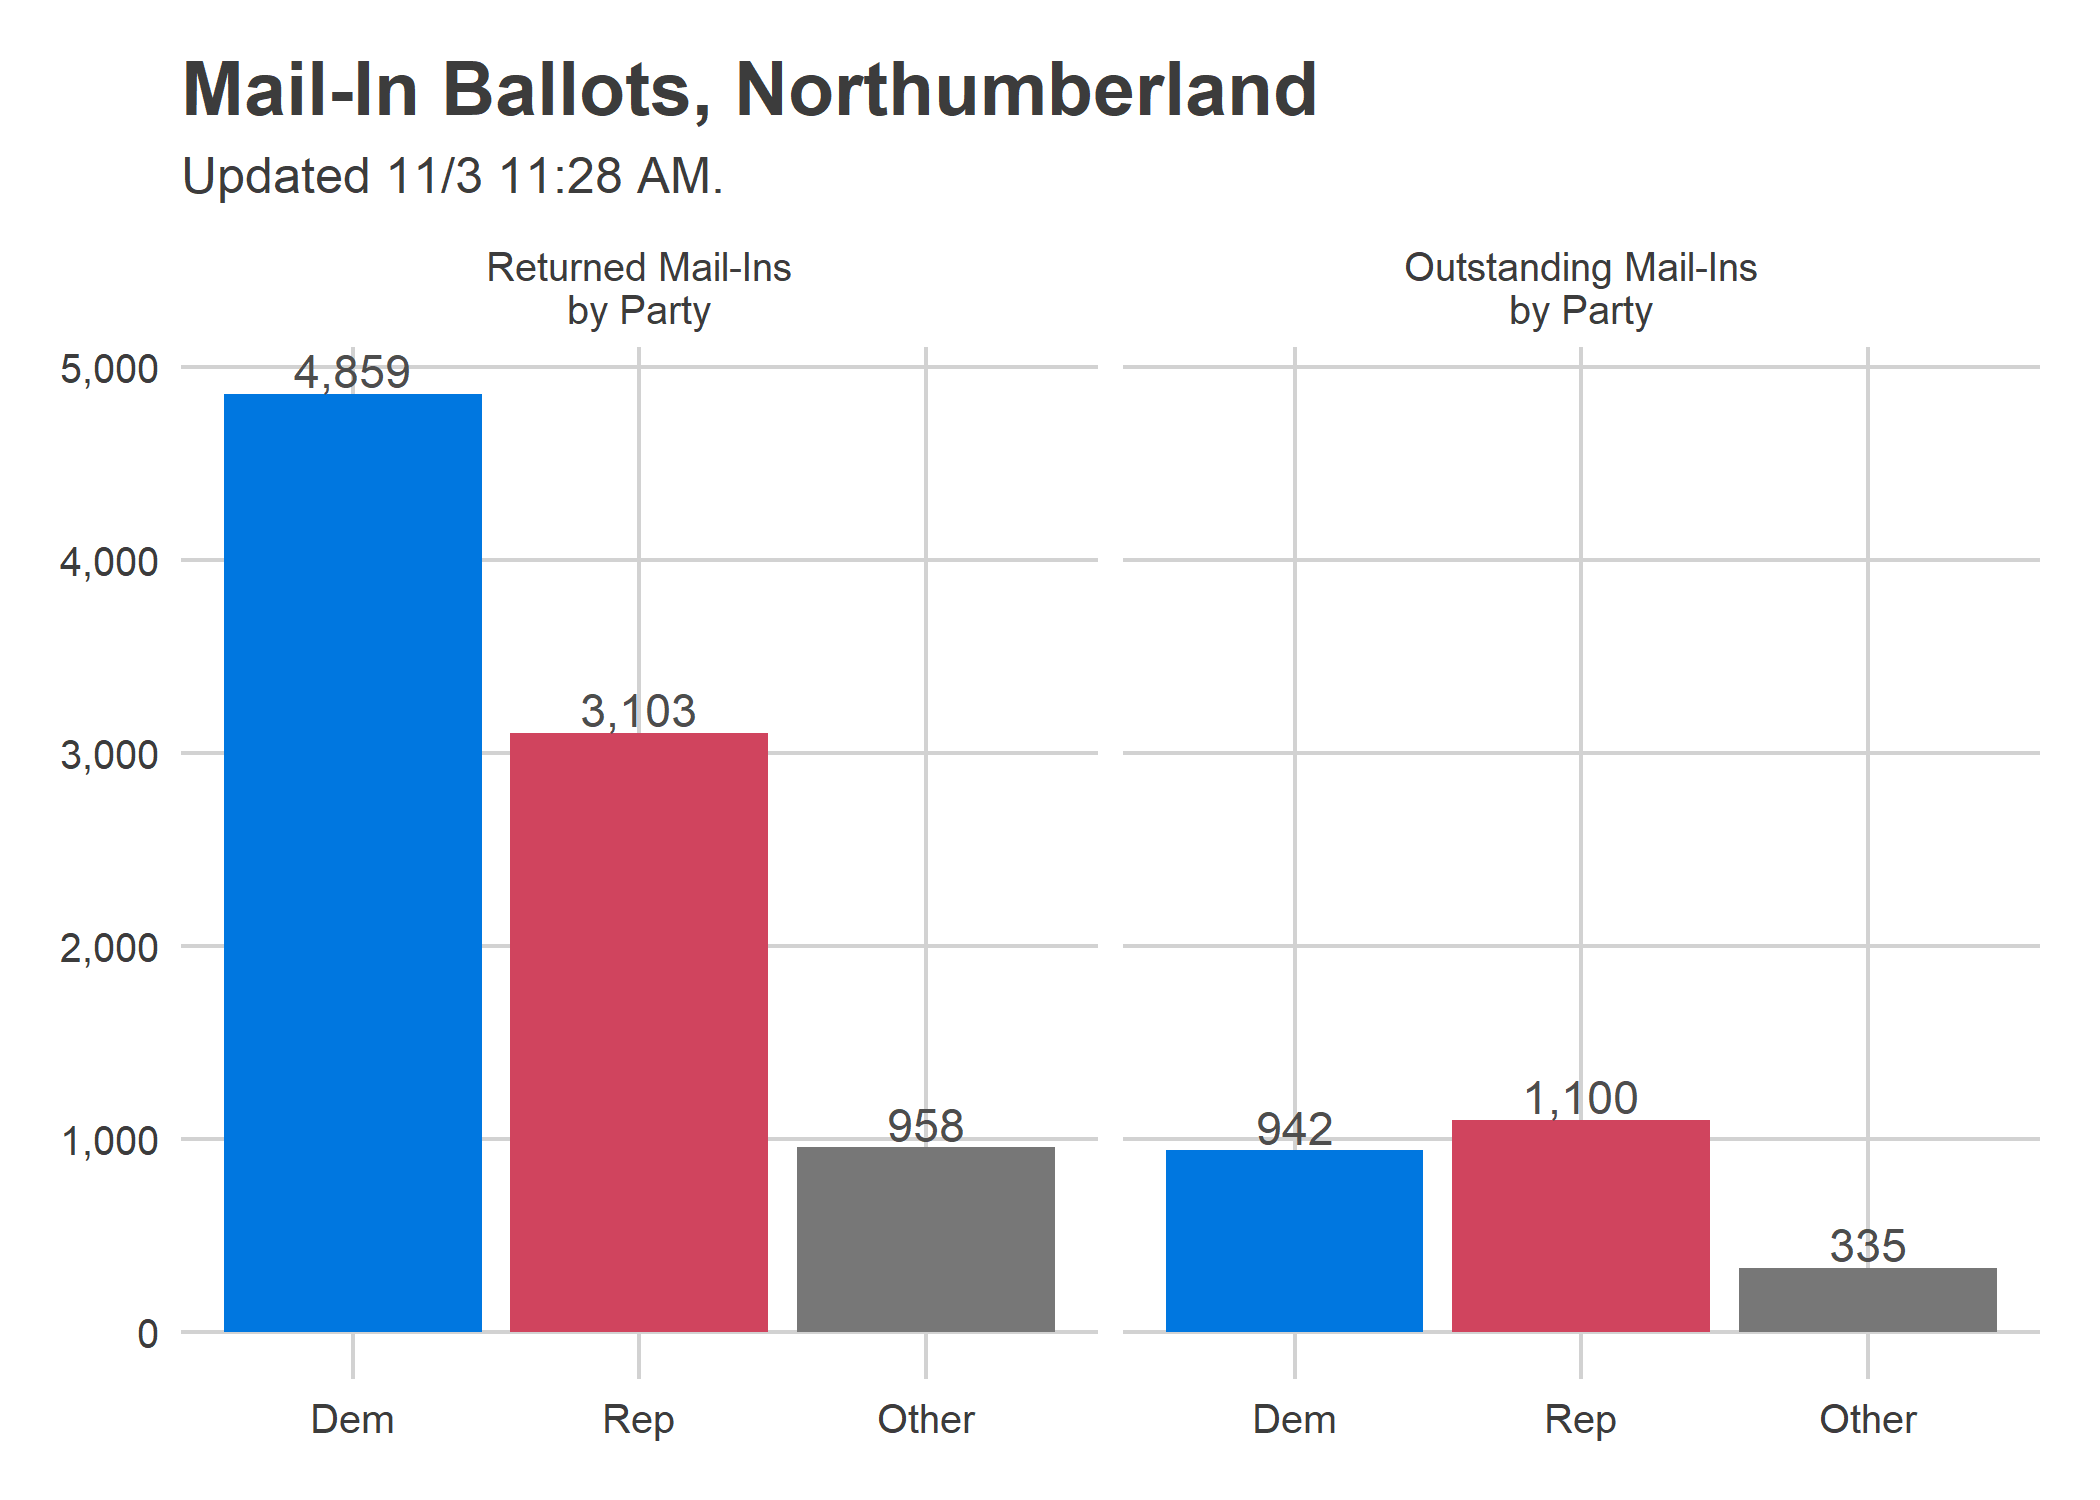 Mail-In Ballots, Northumberland
Updated 11/3 11:28 AM.
Returned Mail-Ins
by Party
Outstanding Mail-Ins
by Party
5,000
4,000
3,000
2,000
1,000
0
4,859
3,103
958
942
1,100
335
Dem
Rep
Other
Dem
Rep
Other